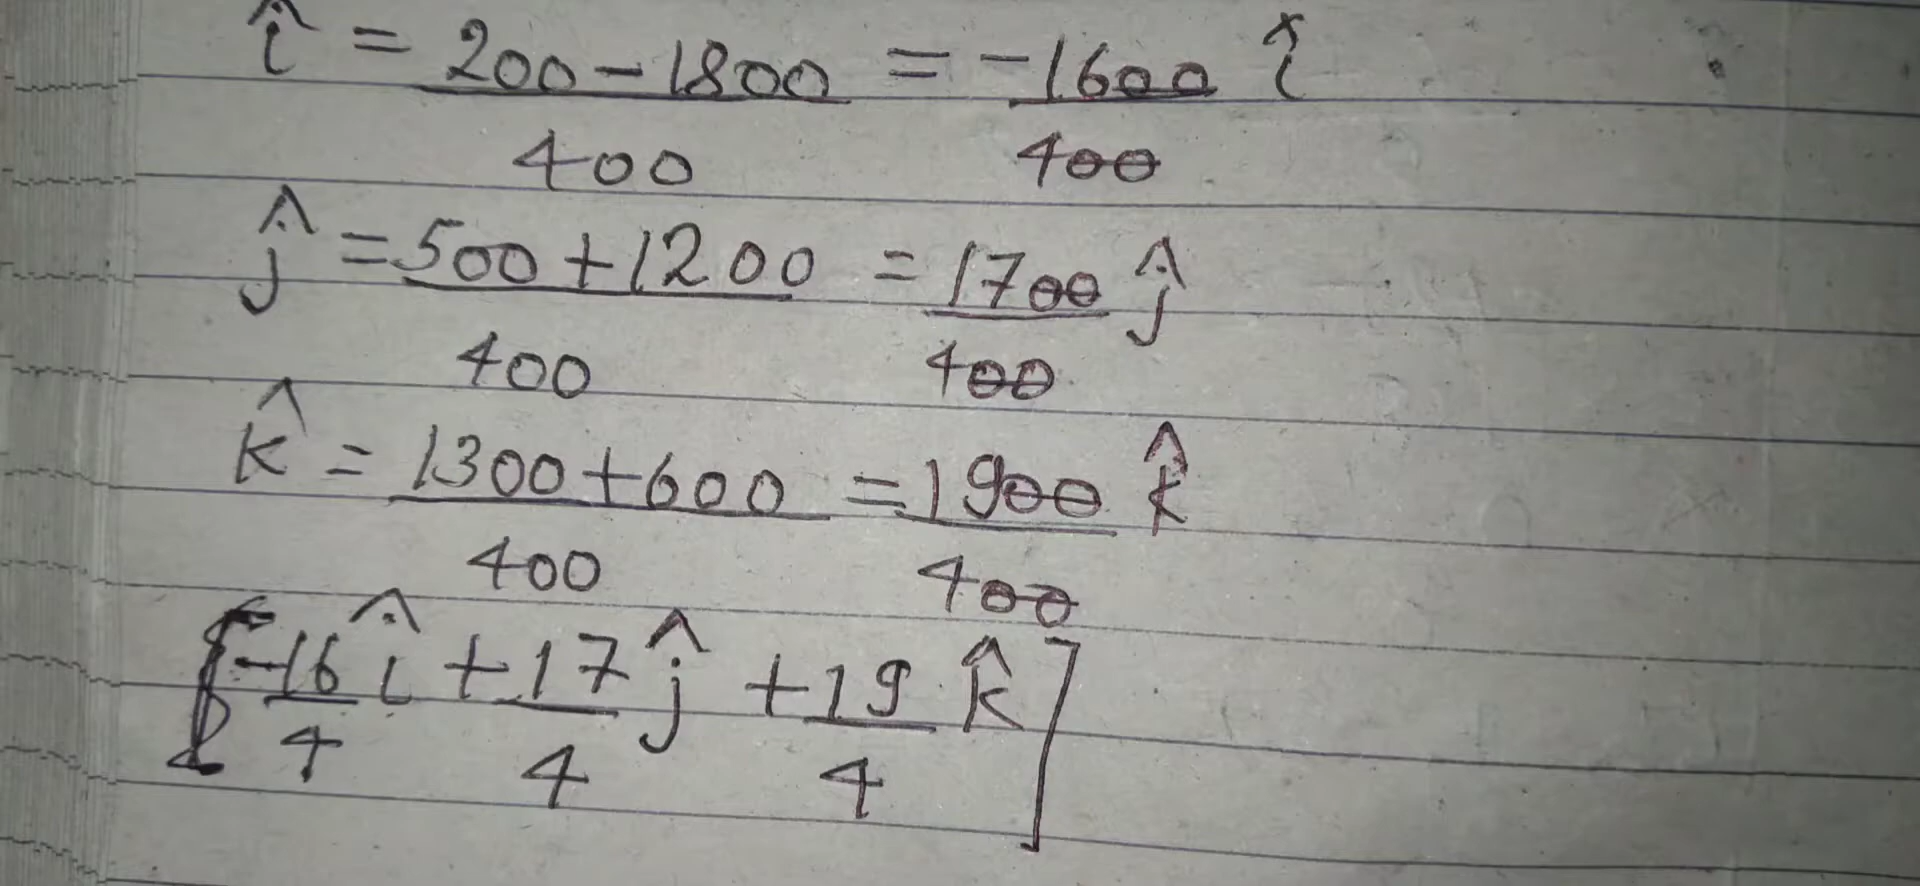 î = 200-1800 = -1600 î
400 400
ĵ = 500+1200 = 1700 ĵ
400 400
k̂ = 1300+600 = 1900 k̂
400 400
[-16 î + 17 ĵ + 19 k̂]
4 4 4